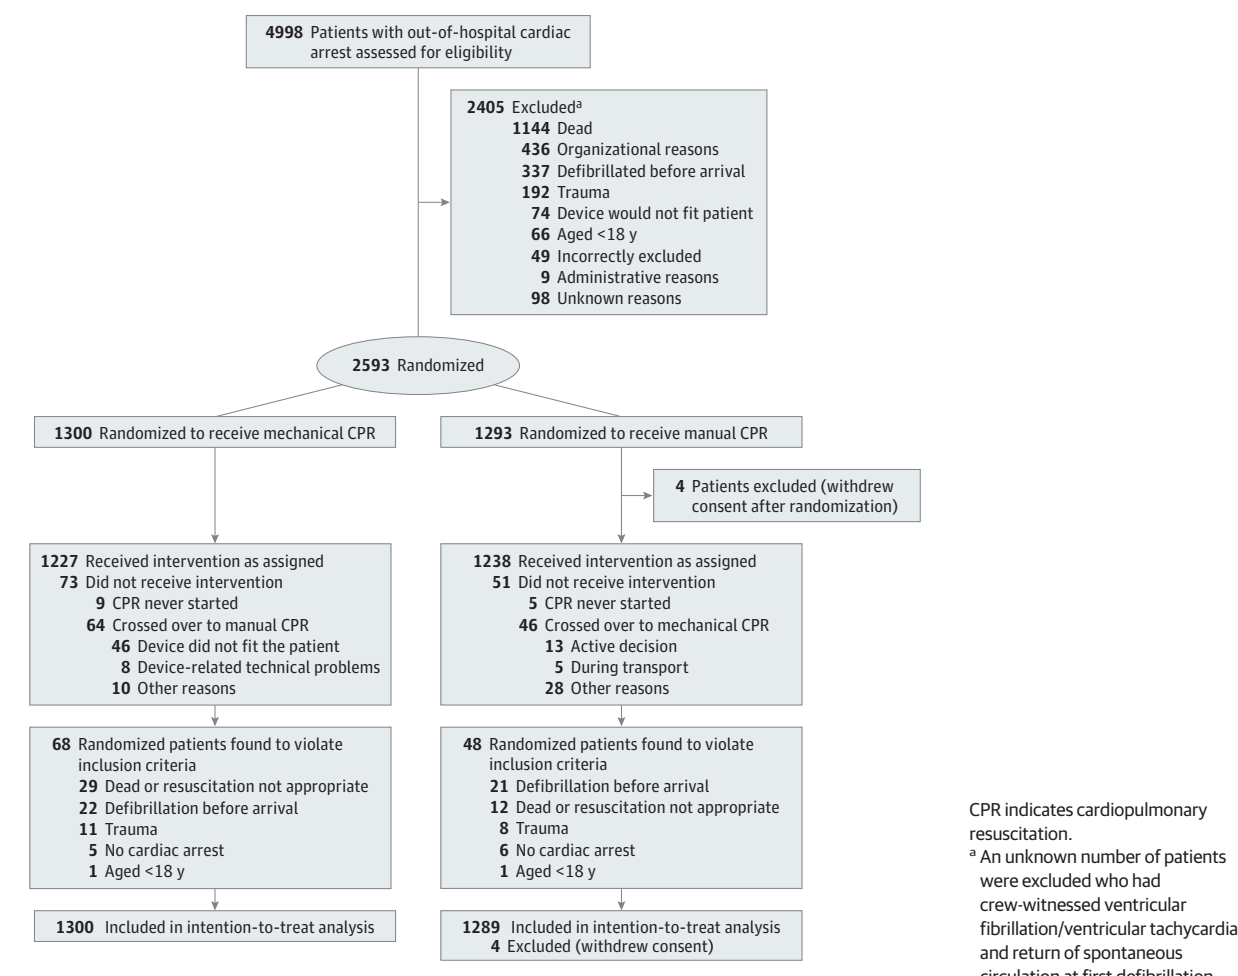 4998 Patients with out-of-hospital cardiac
arrest assessed for eligibility
2405 Excludedᵃ
1144 Dead
436 Organizational reasons
337 Defibrillated before arrival
192 Trauma
74 Device would not fit patient
66 Aged <18 y
49 Incorrectly excluded
9 Administrative reasons
98 Unknown reasons
2593 Randomized
1300 Randomized to receive mechanical CPR
1293 Randomized to receive manual CPR
4 Patients excluded (withdrew
consent after randomization)
1227 Received intervention as assigned
73 Did not receive intervention
9 CPR never started
64 Crossed over to manual CPR
46 Device did not fit the patient
8 Device-related technical problems
10 Other reasons
1238 Received intervention as assigned
51 Did not receive intervention
5 CPR never started
46 Crossed over to mechanical CPR
13 Active decision
5 During transport
28 Other reasons
68 Randomized patients found to violate
inclusion criteria
29 Dead or resuscitation not appropriate
22 Defibrillation before arrival
11 Trauma
5 No cardiac arrest
1 Aged <18 y
48 Randomized patients found to violate
inclusion criteria
21 Defibrillation before arrival
12 Dead or resuscitation not appropriate
8 Trauma
6 No cardiac arrest
1 Aged <18 y
1300 Included in intention-to-treat analysis
1289 Included in intention-to-treat analysis
4 Excluded (withdrew consent)
CPR indicates cardiopulmonary
resuscitation.
ᵃ An unknown number of patients
were excluded who had
crew-witnessed ventricular
fibrillation/ventricular tachycardia
and return of spontaneous
circulation at first defibrillation